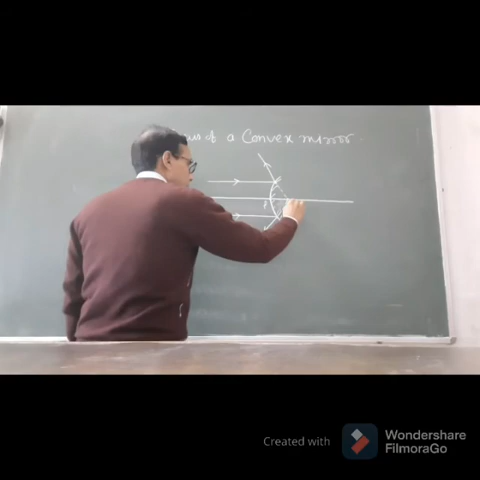 of a Convex mirror
Created with
Wondershare
FilmoraGo